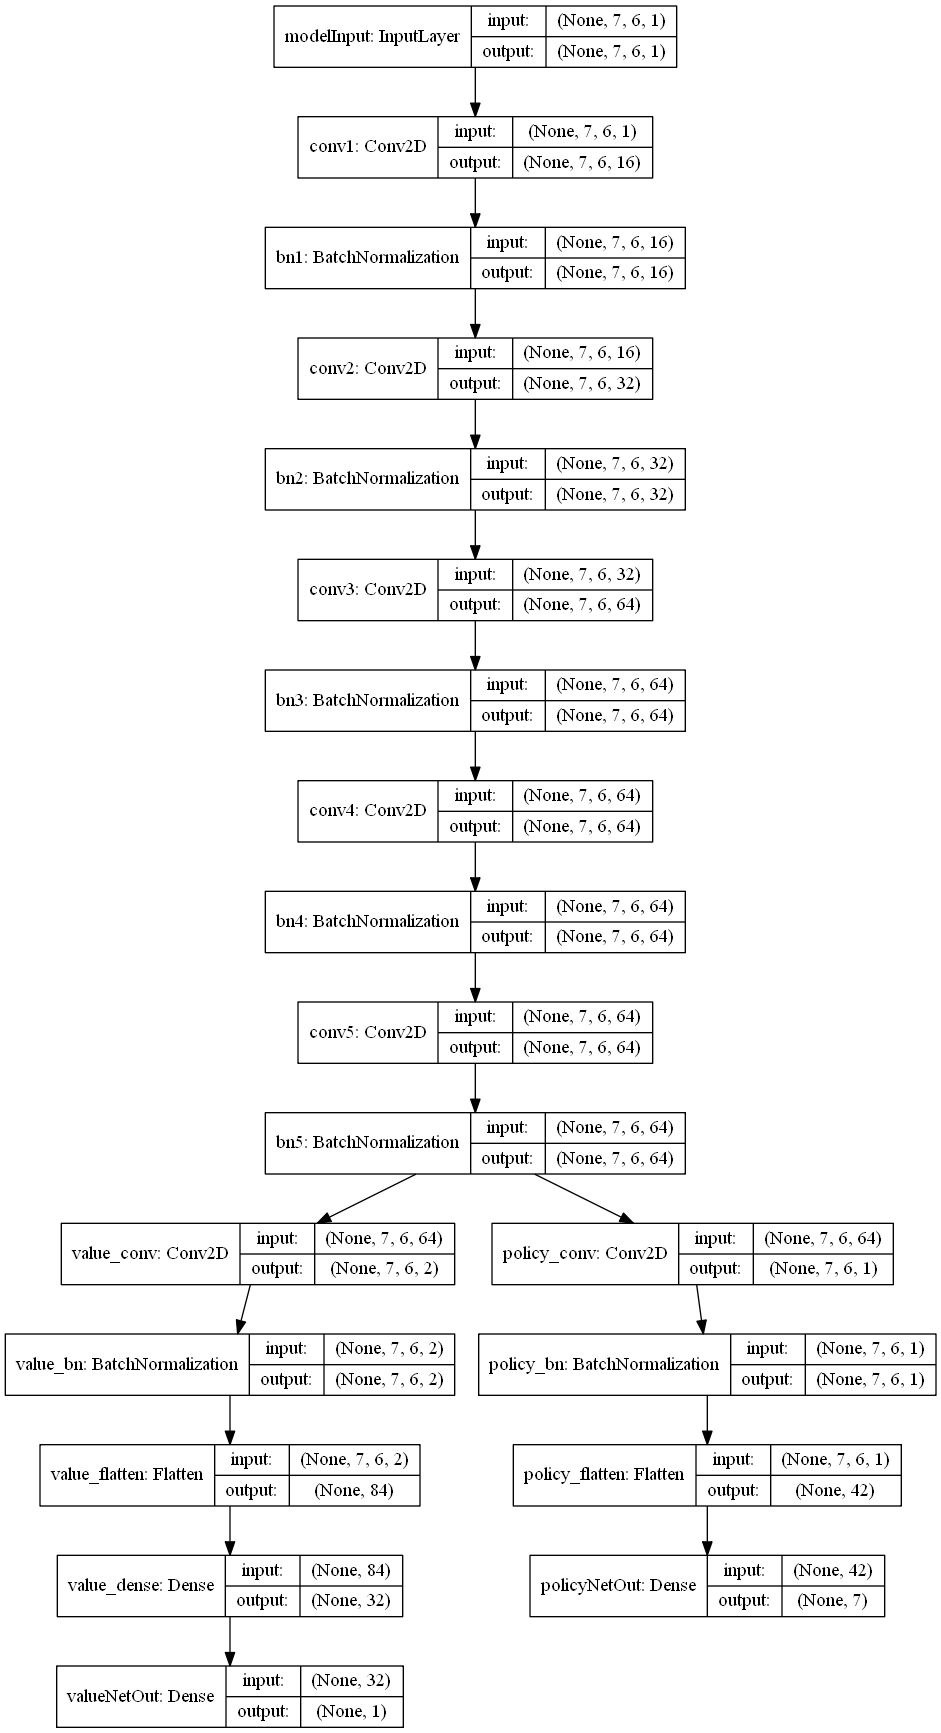 modelInput: InputLayer
input: (None, 7, 6, 1)
output: (None, 7, 6, 1)
conv1: Conv2D
input: (None, 7, 6, 1)
output: (None, 7, 6, 16)
bn1: BatchNormalization
input: (None, 7, 6, 16)
output: (None, 7, 6, 16)
conv2: Conv2D
input: (None, 7, 6, 16)
output: (None, 7, 6, 32)
bn2: BatchNormalization
input: (None, 7, 6, 32)
output: (None, 7, 6, 32)
conv3: Conv2D
input: (None, 7, 6, 32)
output: (None, 7, 6, 64)
bn3: BatchNormalization
input: (None, 7, 6, 64)
output: (None, 7, 6, 64)
conv4: Conv2D
input: (None, 7, 6, 64)
output: (None, 7, 6, 64)
bn4: BatchNormalization
input: (None, 7, 6, 64)
output: (None, 7, 6, 64)
conv5: Conv2D
input: (None, 7, 6, 64)
output: (None, 7, 6, 64)
bn5: BatchNormalization
input: (None, 7, 6, 64)
output: (None, 7, 6, 64)
value_conv: Conv2D
input: (None, 7, 6, 64)
output: (None, 7, 6, 2)
policy_conv: Conv2D
input: (None, 7, 6, 64)
output: (None, 7, 6, 1)
value_bn: BatchNormalization
input: (None, 7, 6, 2)
output: (None, 7, 6, 2)
policy_bn: BatchNormalization
input: (None, 7, 6, 1)
output: (None, 7, 6, 1)
value_flatten: Flatten
input: (None, 7, 6, 2)
output: (None, 84)
policy_flatten: Flatten
input: (None, 7, 6, 1)
output: (None, 42)
value_dense: Dense
input: (None, 84)
output: (None, 32)
policyNetOut: Dense
input: (None, 42)
output: (None, 7)
valueNetOut: Dense
input: (None, 32)
output: (None, 1)